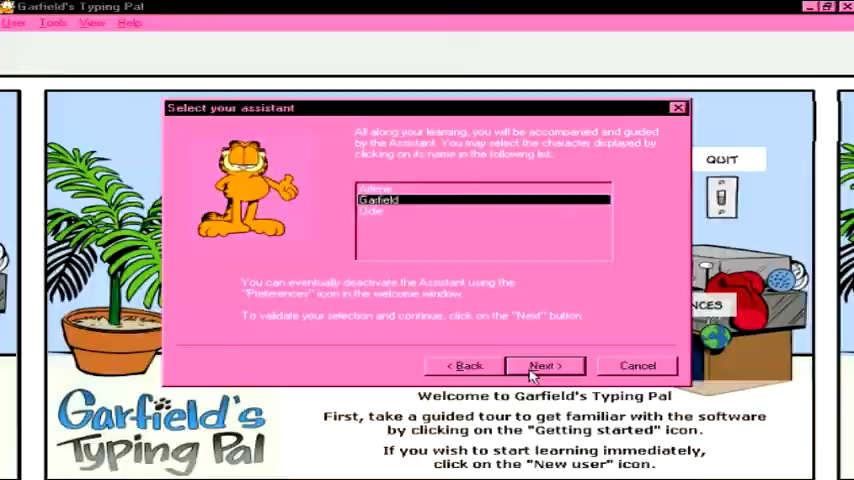 Garfield's Typing Pal
User Tools View Help
Select your assistant
All along your learning, you will be accompanied and guided
by the Assistant. You may select the character displayed by
clicking on its name in the following list.
Arlene
Garfield
Odie
QUIT
NCES
You can eventually deactivate the Assistant using the
"Preferences" icon in the welcome window.
To validate your selection and continue, click on the "Next" button.
< Back
Next >
Cancel
Garfield's
Typing Pal
Welcome to Garfield's Typing Pal
First, take a guided tour to get familiar with the software
by clicking on the "Getting started" icon.
If you wish to start learning immediately,
click on the "New user" icon.